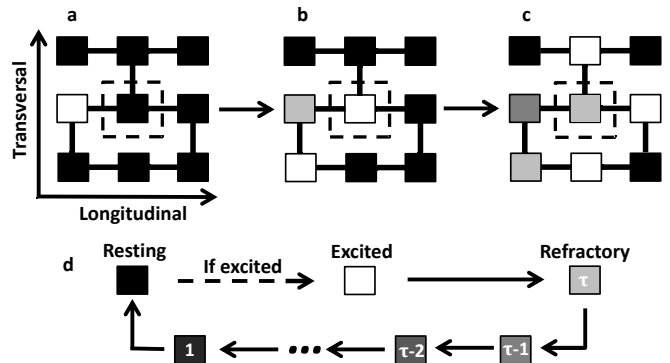 a b c
Transversal
Longitudinal
d Resting If excited Excited Refractory
τ
1 ••• τ-2 τ-1